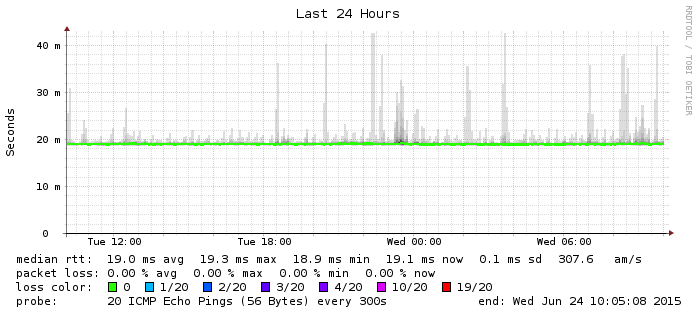 Last 24 Hours
RRDTOOL / TOBI OETIKER
Seconds
40 m
30 m
20 m
10 m
0
Tue 12:00 Tue 18:00 Wed 00:00 Wed 06:00
median rtt: 19.0 ms avg 19.3 ms max 18.9 ms min 19.1 ms now 0.1 ms sd 307.6 am/s
packet loss: 0.00 % avg 0.00 % max 0.00 % min 0.00 % now
loss color: 0 1/20 2/20 3/20 4/20 10/20 19/20
probe: 20 ICMP Echo Pings (56 Bytes) every 300s end: Wed Jun 24 10:05:08 2015